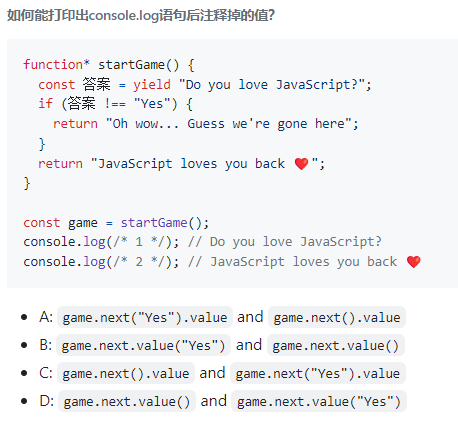 如何能打印出console.log语句后注释掉的值？
function* startGame() {
  const 答案 = yield "Do you love JavaScript?";
  if (答案 !== "Yes") {
    return "Oh wow... Guess we're gone here";
  }
  return "JavaScript loves you back ❤️";
}

const game = startGame();
console.log(/* 1 */); // Do you love JavaScript?
console.log(/* 2 */); // JavaScript loves you back ❤️
• A: game.next("Yes").value and game.next().value
• B: game.next.value("Yes") and game.next.value()
• C: game.next().value and game.next("Yes").value
• D: game.next.value() and game.next.value("Yes")